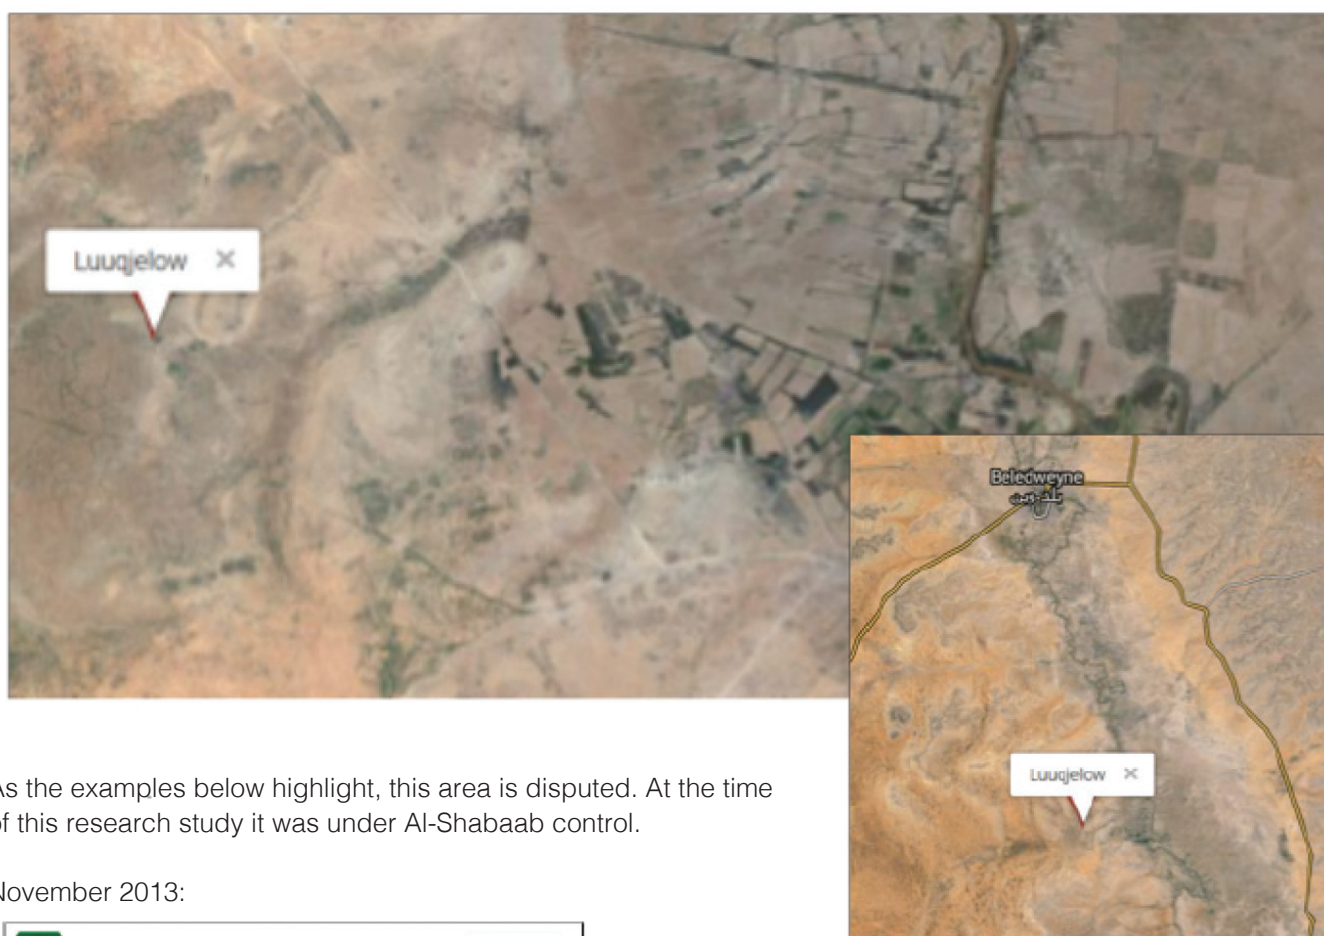 Luuqjelow
Beledweyne
بلدوين
Luuqjelow
As the examples below highlight, this area is disputed. At the time
of this research study it was under Al-Shabaab control.
November 2013: